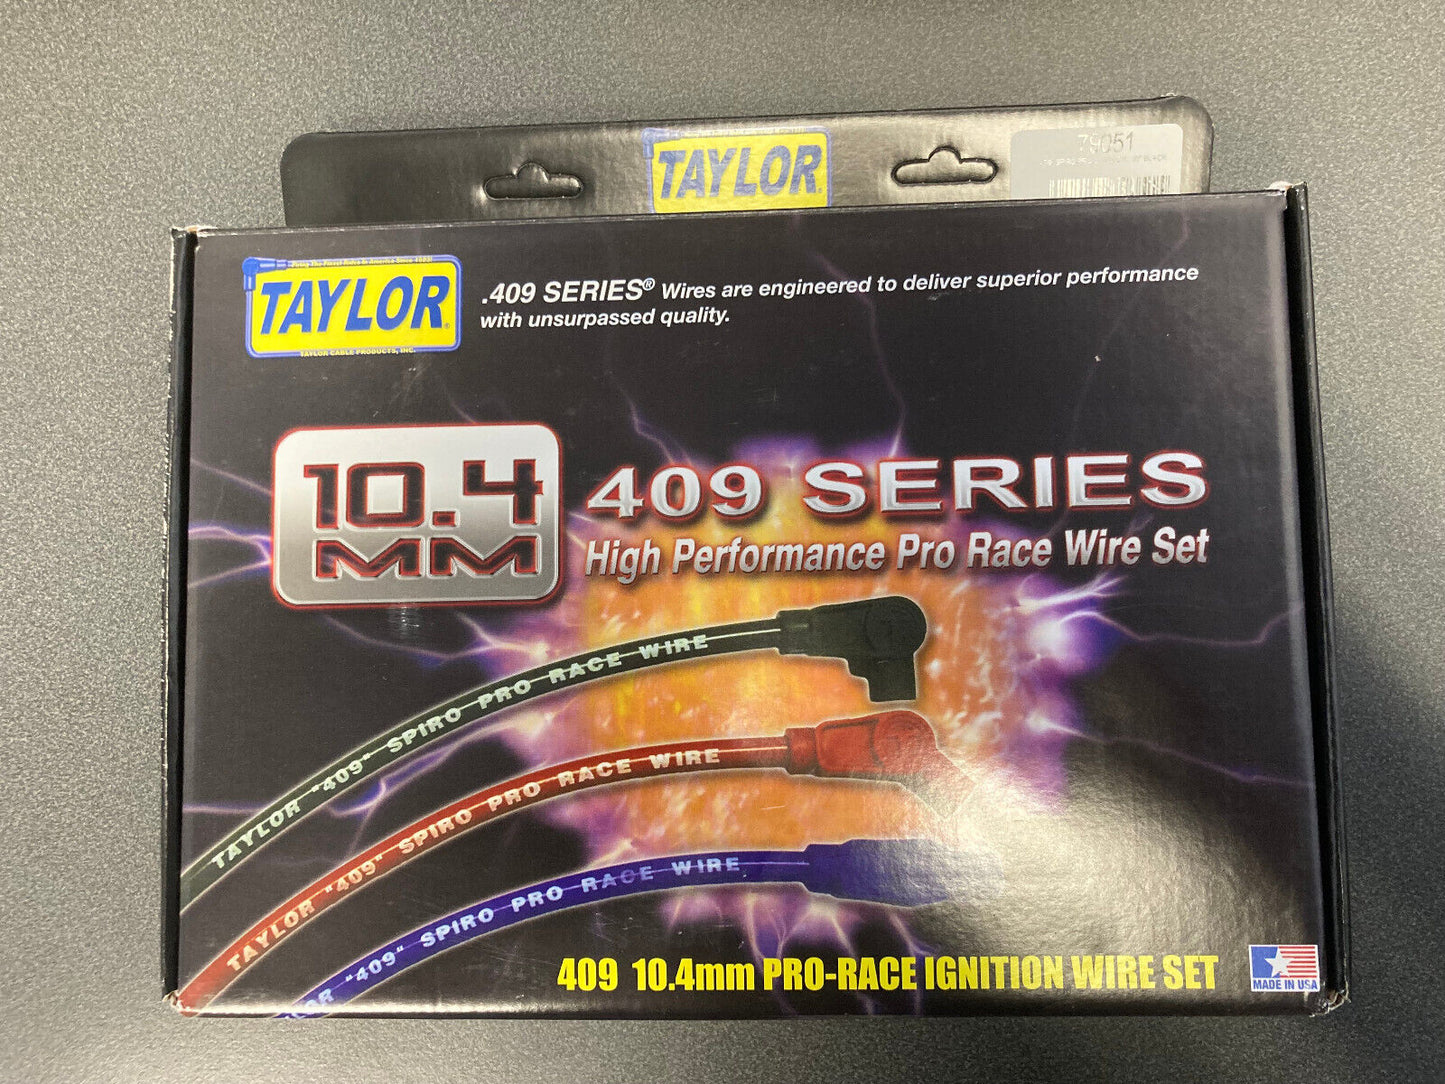 79051
TAYLOR
TAYLOR
TAYLOR CABLE PRODUCTS, INC.
.409 SERIES® Wires are engineered to deliver superior performance
with unsurpassed quality.
10.4
MM
409 SERIES
High Performance Pro Race Wire Set
TAYLOR "409" SPIRO PRO RACE WIRE
TAYLOR "409" SPIRO PRO RACE WIRE
LOR "409" SPIRO PRO RACE WIRE
409 10.4mm PRO-RACE IGNITION WIRE SET
MADE IN USA